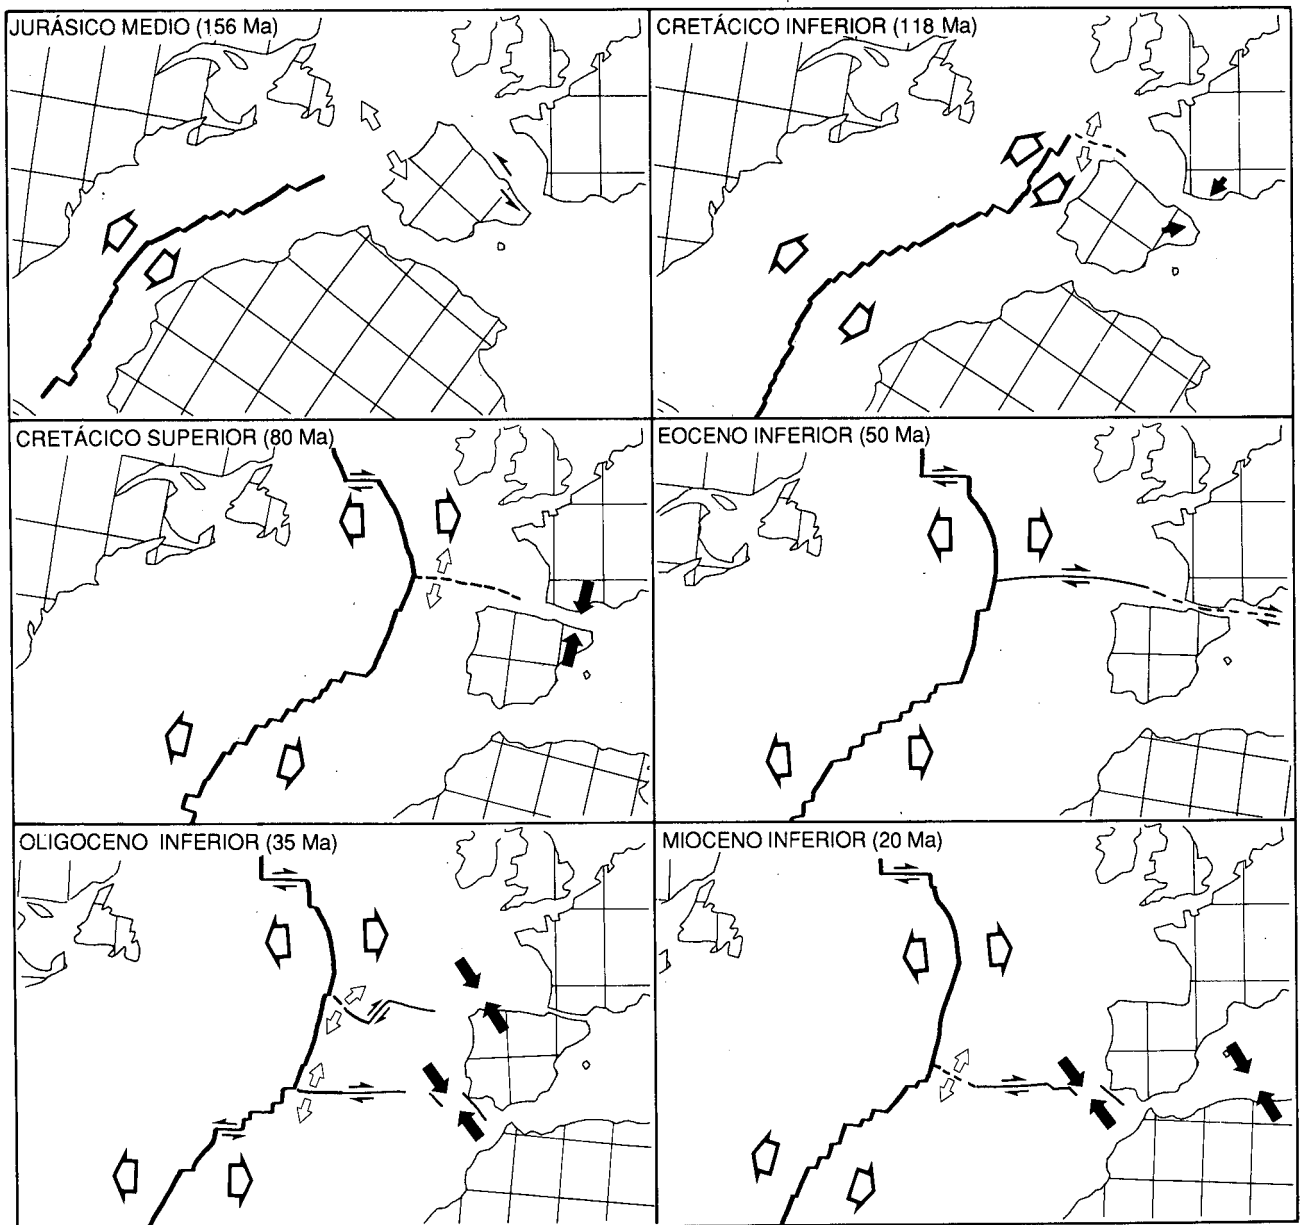 JURÁSICO MEDIO (156 Ma)
CRETÁCICO INFERIOR (118 Ma)
CRETÁCICO SUPERIOR (80 Ma)
EOCENO INFERIOR (50 Ma)
OLIGOCENO INFERIOR (35 Ma)
MIOCENO INFERIOR (20 Ma)